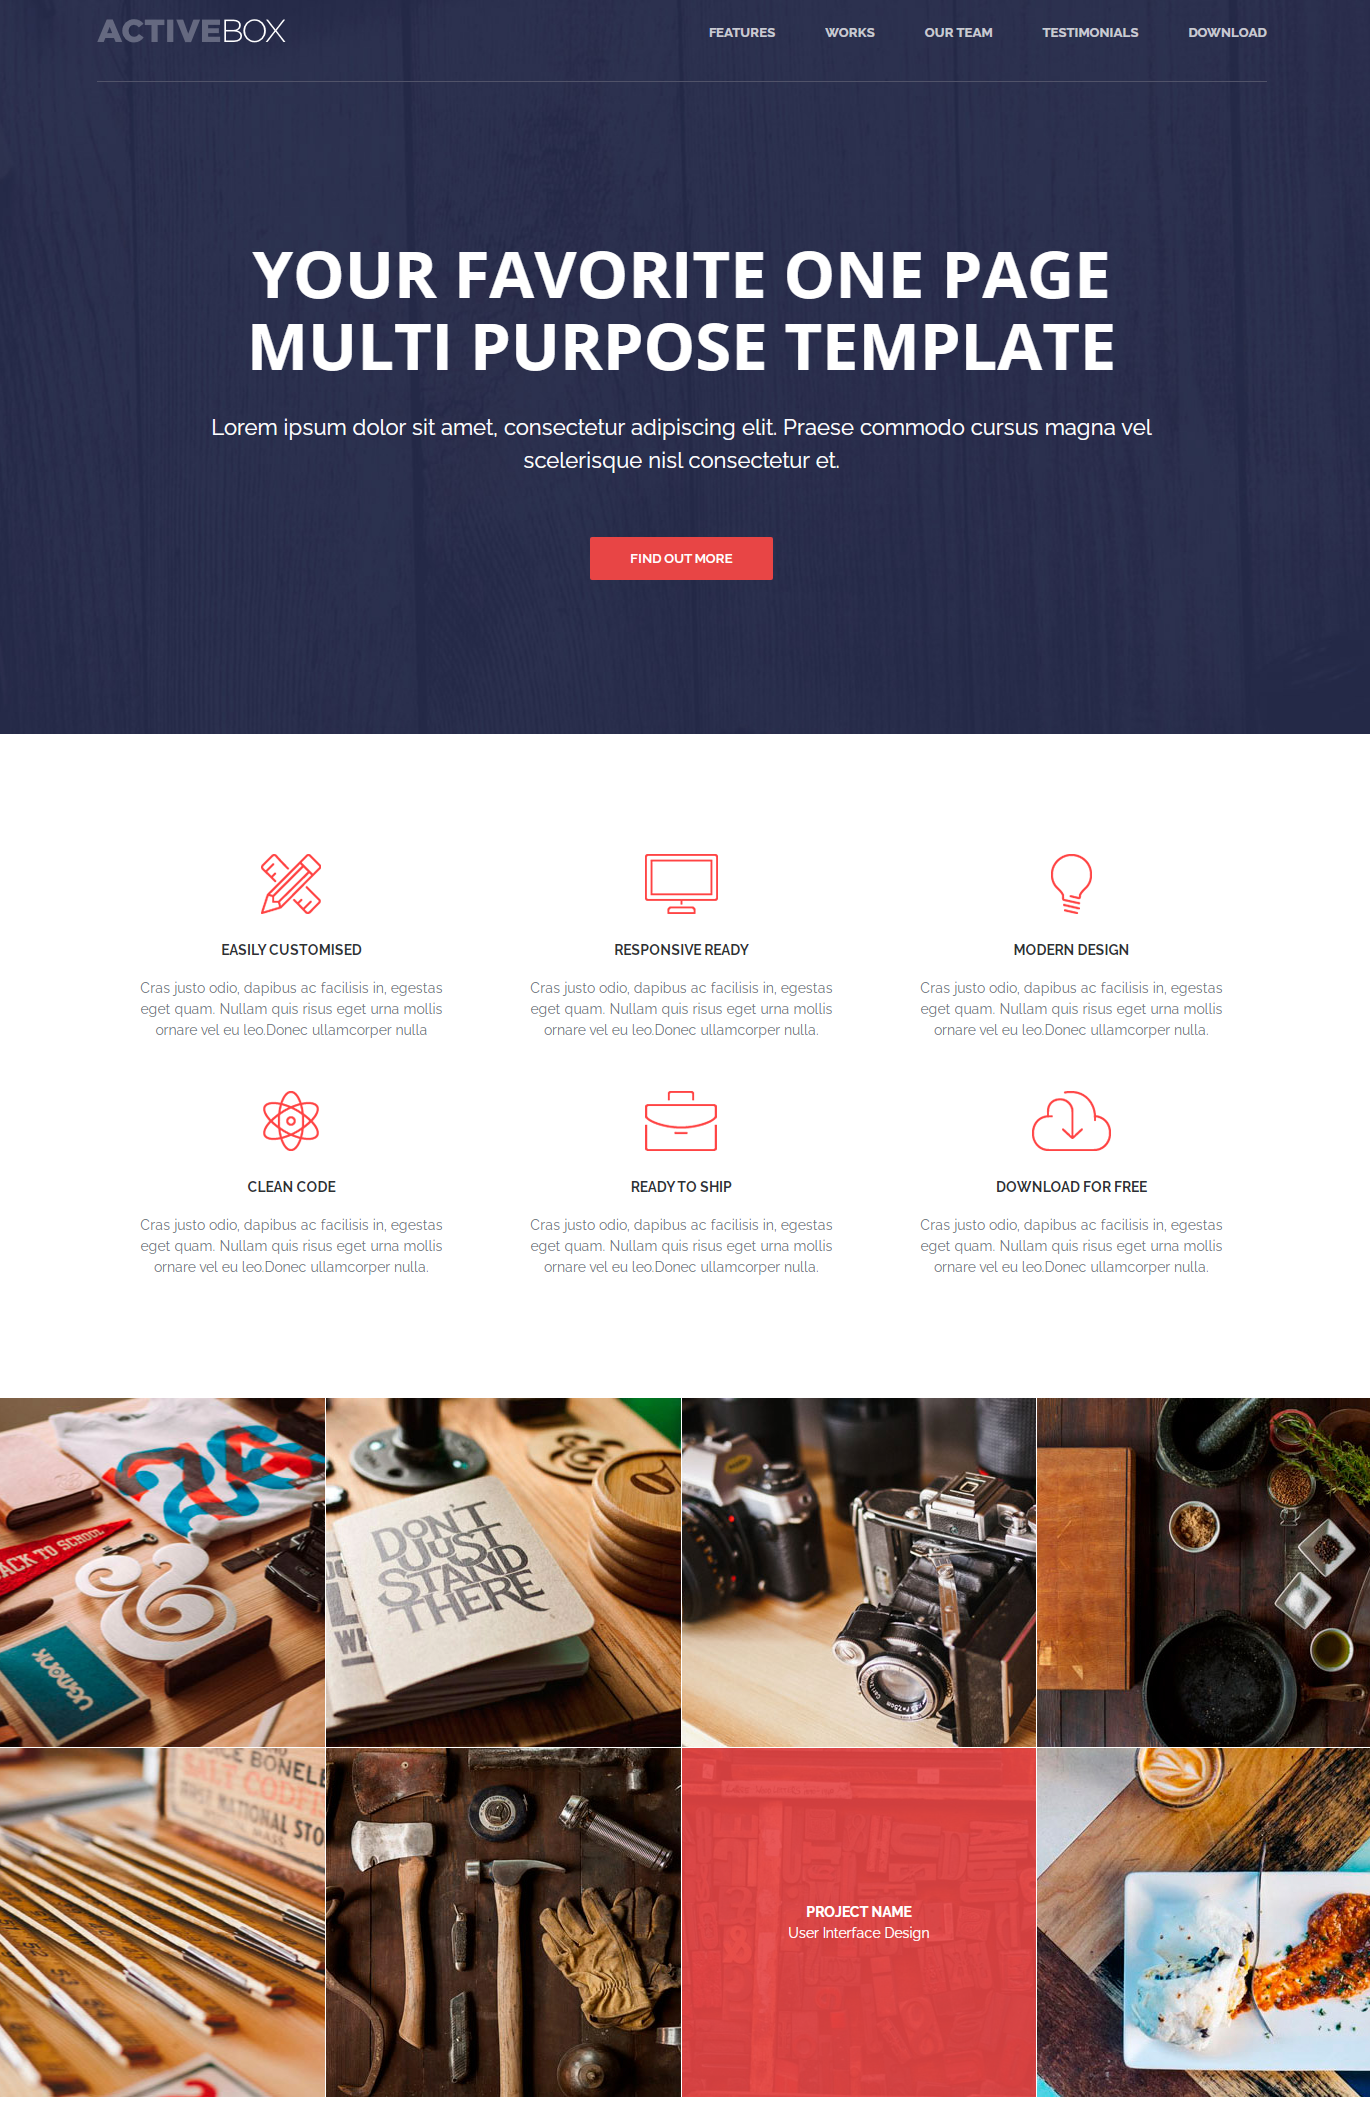 ACTIVEBOX
FEATURES
WORKS
OUR TEAM
TESTIMONIALS
DOWNLOAD
YOUR FAVORITE ONE PAGE
MULTI PURPOSE TEMPLATE
Lorem ipsum dolor sit amet, consectetur adipiscing elit. Praese commodo cursus magna vel
scelerisque nisl consectetur et.
FIND OUT MORE
EASILY CUSTOMISED
Cras justo odio, dapibus ac facilisis in, egestas
eget quam. Nullam quis risus eget urna mollis
ornare vel eu leo.Donec ullamcorper nulla
RESPONSIVE READY
Cras justo odio, dapibus ac facilisis in, egestas
eget quam. Nullam quis risus eget urna mollis
ornare vel eu leo.Donec ullamcorper nulla.
MODERN DESIGN
Cras justo odio, dapibus ac facilisis in, egestas
eget quam. Nullam quis risus eget urna mollis
ornare vel eu leo.Donec ullamcorper nulla.
CLEAN CODE
Cras justo odio, dapibus ac facilisis in, egestas
eget quam. Nullam quis risus eget urna mollis
ornare vel eu leo.Donec ullamcorper nulla.
READY TO SHIP
Cras justo odio, dapibus ac facilisis in, egestas
eget quam. Nullam quis risus eget urna mollis
ornare vel eu leo.Donec ullamcorper nulla.
DOWNLOAD FOR FREE
Cras justo odio, dapibus ac facilisis in, egestas
eget quam. Nullam quis risus eget urna mollis
ornare vel eu leo.Donec ullamcorper nulla.
ACK TO SCHOOL
&
UGMONK
DON'T
JUST
STAND
THERE
BONELE
SALT CODFI
NATIONAL STO
MASS.
PROJECT NAME
User Interface Design